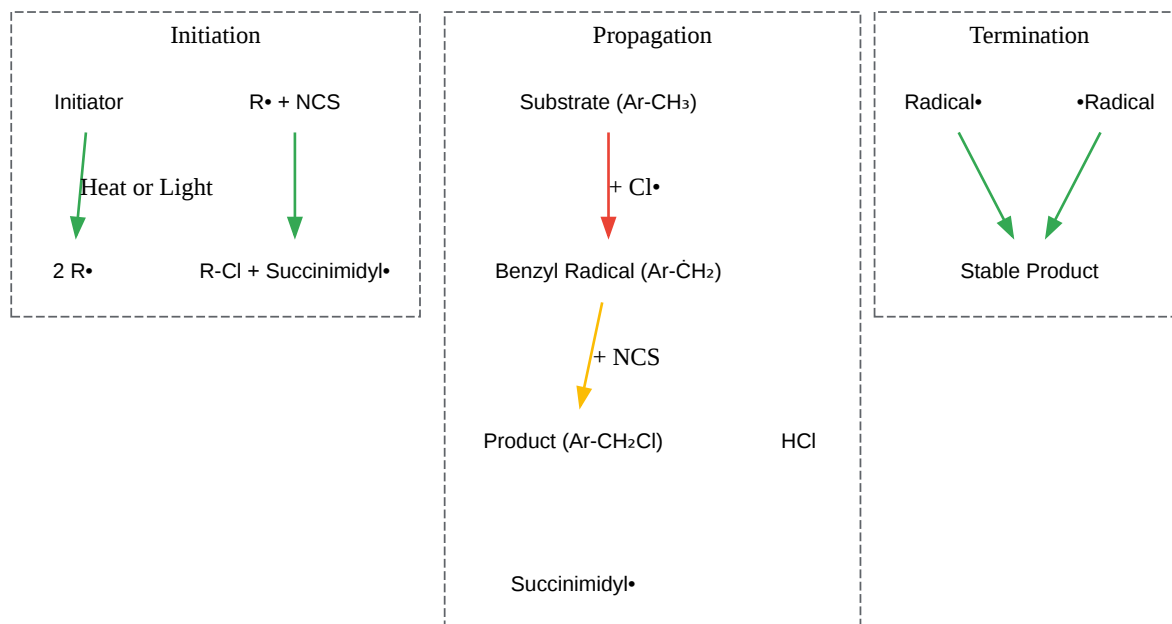 Initiation
Initiator
R• + NCS
Heat or Light
2 R•
R-Cl + Succinimidyl•
Propagation
Substrate (Ar-CH₃)
+ Cl•
Benzyl Radical (Ar-ĊH₂)
+ NCS
Product (Ar-CH₂Cl)
HCl
Succinimidyl•
Termination
Radical•
•Radical
Stable Product